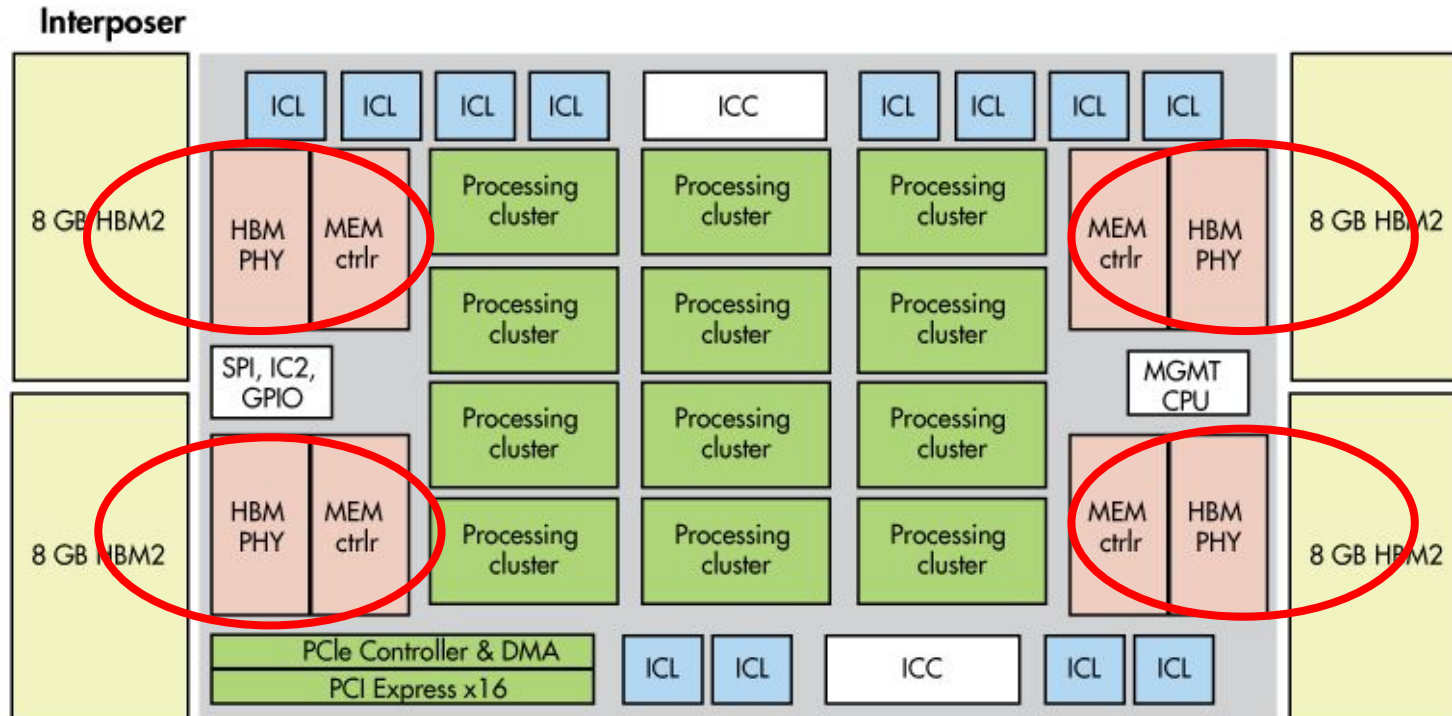 Interposer
ICL ICL ICL ICL ICC ICL ICL ICL ICL
8 GB HBM2
HBM
PHY
MEM
ctrlr
Processing
cluster
Processing
cluster
Processing
cluster
MEM
ctrlr
HBM
PHY
8 GB HBM2
Processing
cluster
Processing
cluster
Processing
cluster
SPI, IC2,
GPIO
MGMT
CPU
Processing
cluster
Processing
cluster
Processing
cluster
8 GB HBM2
HBM
PHY
MEM
ctrlr
Processing
cluster
Processing
cluster
Processing
cluster
MEM
ctrlr
HBM
PHY
8 GB HBM2
PCIe Controller & DMA
PCI Express x16
ICL ICL ICC ICL ICL